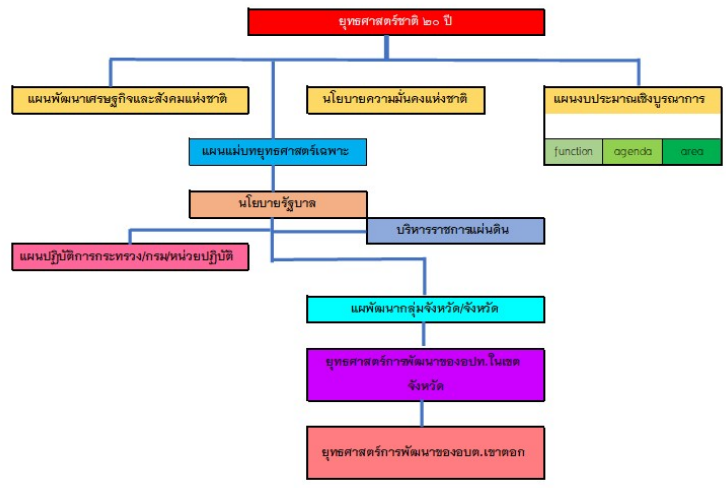 ยุทธศาสตร์ชาติ ๒๐ ปี
แผนพัฒนาเศรษฐกิจและสังคมแห่งชาติ
นโยบายความมั่นคงแห่งชาติ
แผนงบประมาณเชิงบูรณาการ
แผนแม่บทยุทธศาสตร์เฉพาะ
function
agenda
area
นโยบายรัฐบาล
บริหารราชการแผ่นดิน
แผนปฏิบัติการกระทรวง/กรม/หน่วยปฏิบัติ
แผพัฒนากลุ่มจังหวัด/จังหวัด
ยุทธศาสตร์การพัฒนาของอปท.ในเขต
จังหวัด
ยุทธศาสตร์การพัฒนาของอบต.เขาดอก